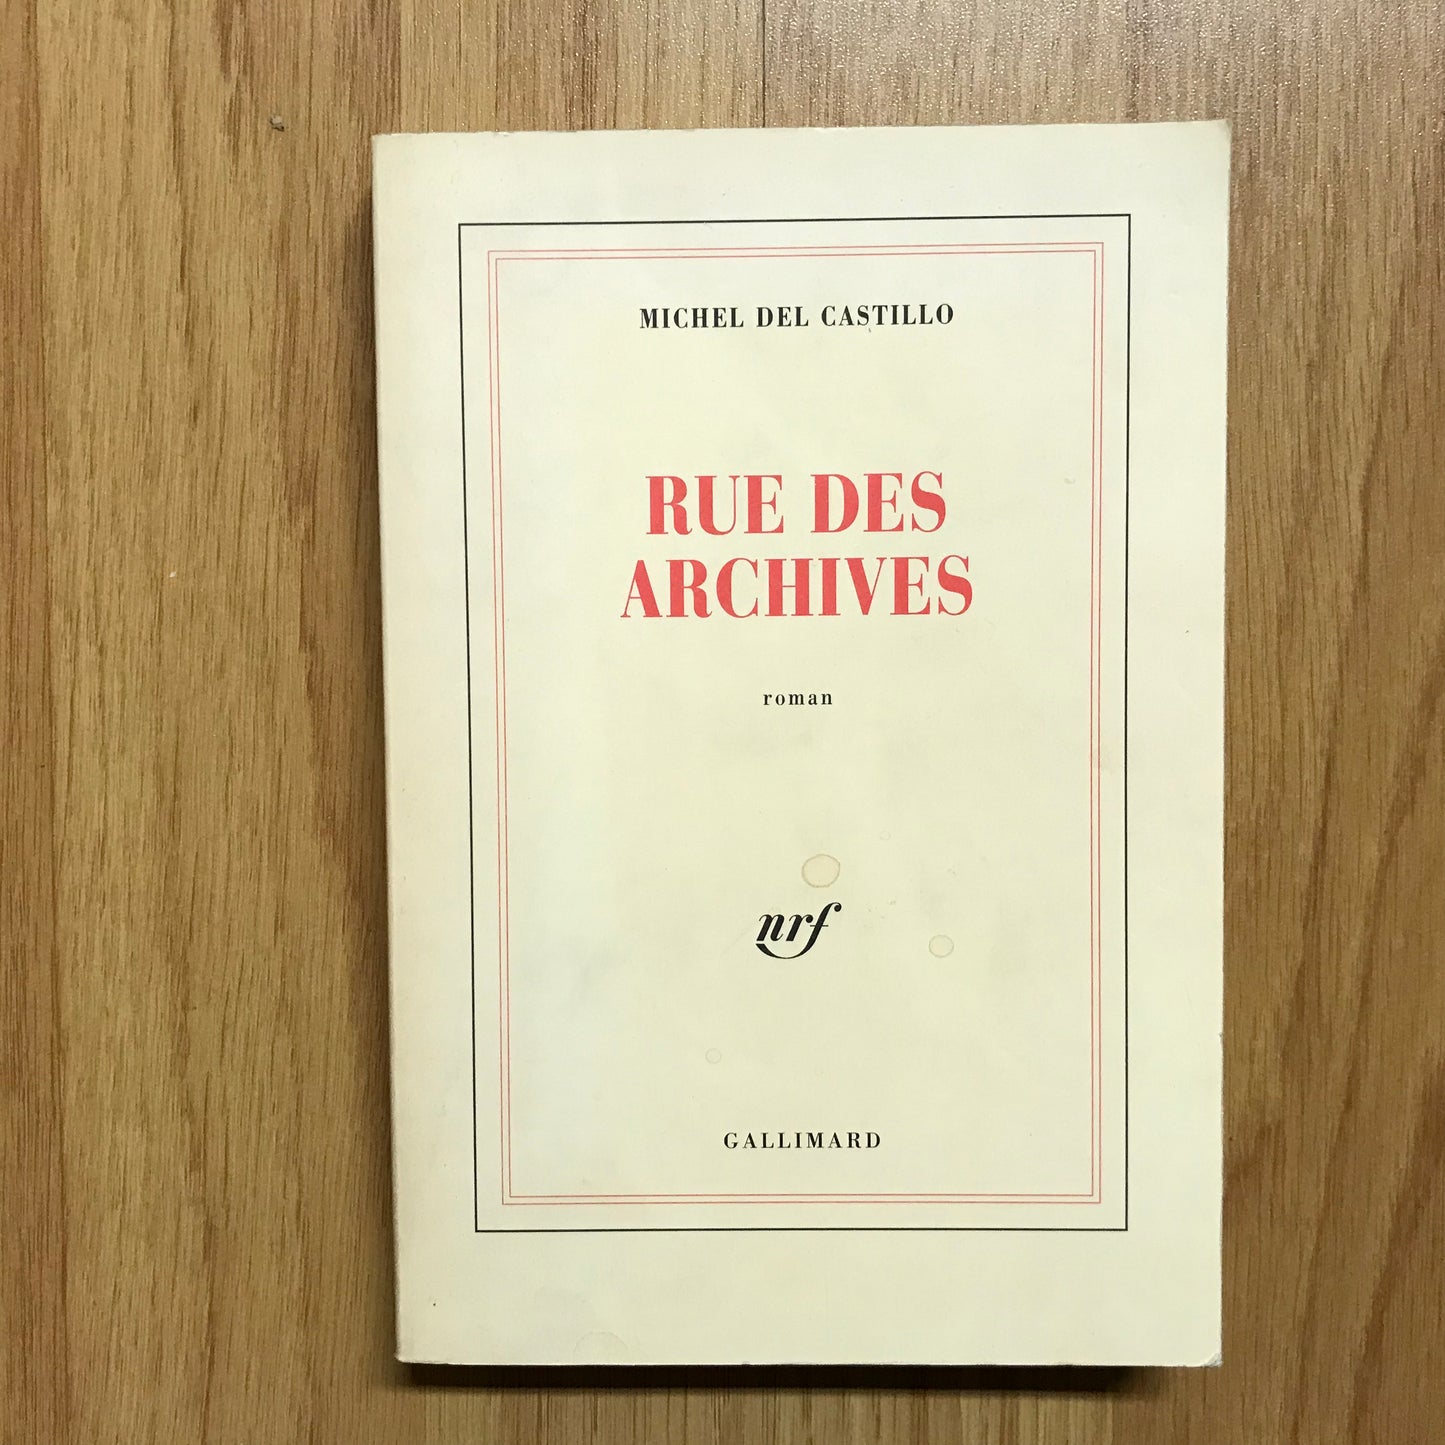 MICHEL DEL CASTILLO
RUE DES
ARCHIVES
roman
nrf
GALLIMARD